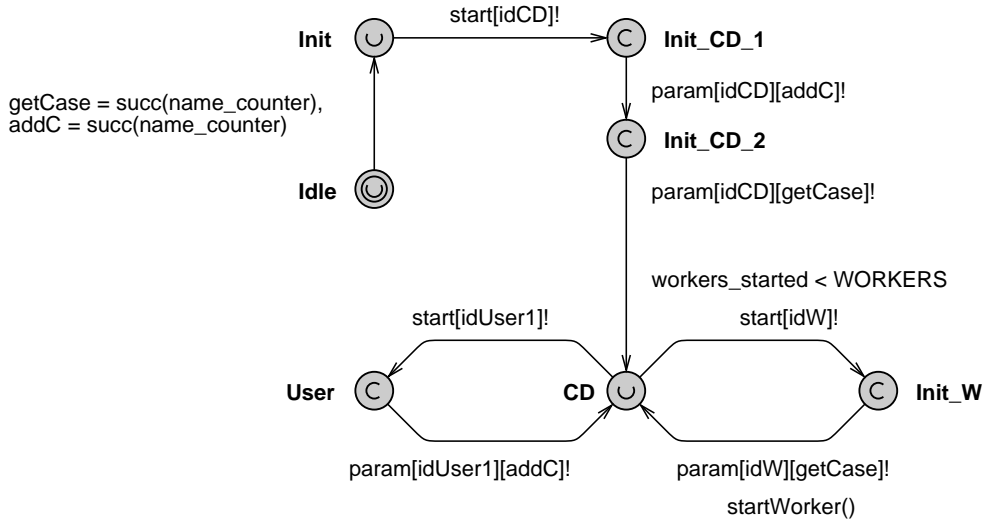 start[idCD]!
Init
Init_CD_1
param[idCD][addC]!
getCase = succ(name_counter),
addC = succ(name_counter)
Init_CD_2
Idle
param[idCD][getCase]!
workers_started < WORKERS
start[idUser1]!
start[idW]!
User
CD
Init_W
param[idUser1][addC]!
param[idW][getCase]!
startWorker()